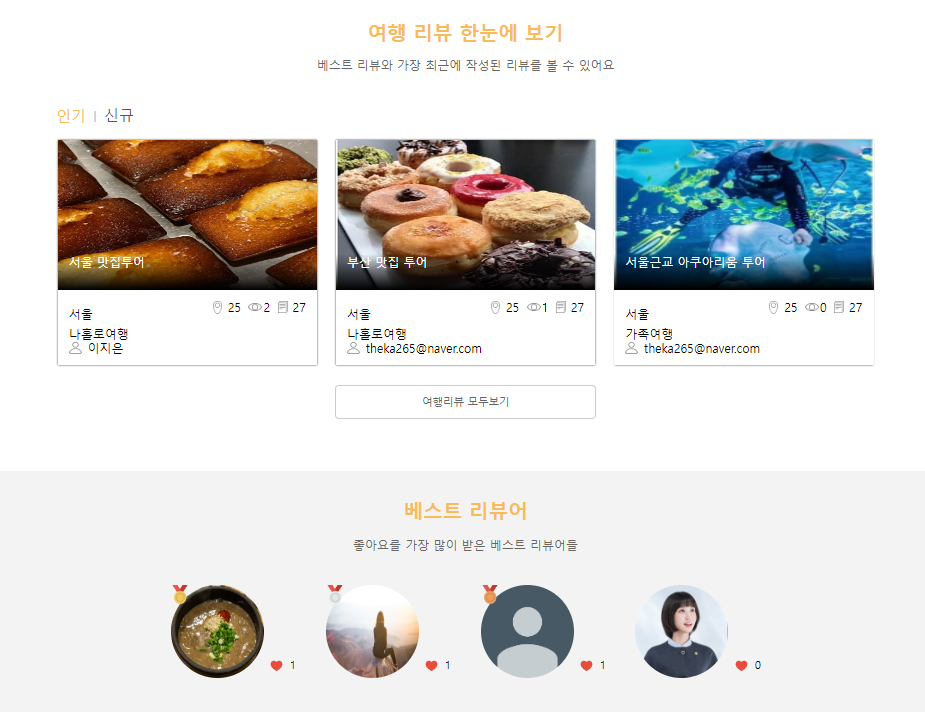 여행 리뷰 한눈에 보기
베스트 리뷰와 가장 최근에 작성된 리뷰를 볼 수 있어요
인기 | 신규
서울 맛집투어
부산 맛집 투어
서울근교 아쿠아리움 투어
서울
25
2
27
나홀로여행
이지은
서울
25
1
27
나홀로여행
theka265@naver.com
서울
25
0
27
가족여행
theka265@naver.com
여행리뷰 모두보기
베스트 리뷰어
좋아요를 가장 많이 받은 베스트 리뷰어들
1
1
1
0